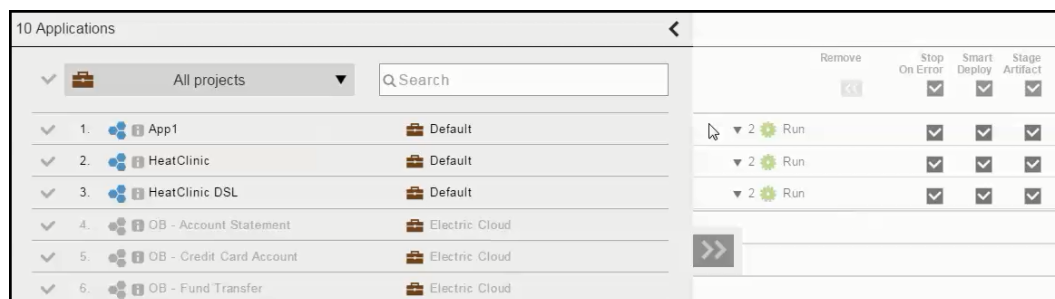 10 Applications
Remove Stop On Error Smart Deploy Stage Artifact
All projects Search
1. App1 Default 2 Run
2. HeatClinic Default 2 Run
3. HeatClinic DSL Default 2 Run
4. OB - Account Statement Electric Cloud
5. OB - Credit Card Account Electric Cloud
6. OB - Fund Transfer Electric Cloud